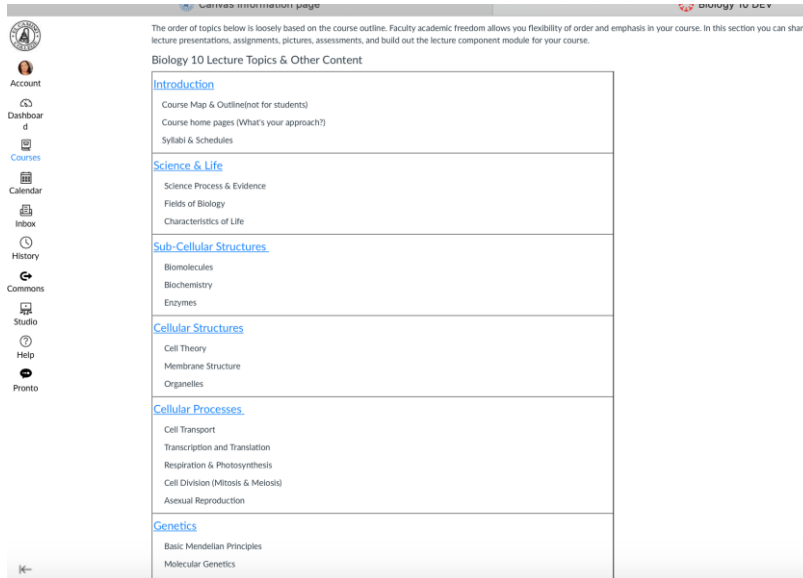 Canvas Information page
Biology 10 DEV
The order of topics below is loosely based on the course outline. Faculty academic freedom allows you flexibility of order and emphasis in your course. In this section you can shar
lecture presentations, assignments, pictures, assessments, and build out the lecture component module for your course.
Biology 10 Lecture Topics & Other Content
Account
Dashboar
d
Courses
Calendar
Inbox
History
Commons
Studio
Help
Pronto
Introduction
Course Map & Outline(not for students)
Course home pages (What's your approach?)
Syllabi & Schedules
Science & Life
Science Process & Evidence
Fields of Biology
Characteristics of Life
Sub-Cellular Structures
Biomolecules
Biochemistry
Enzymes
Cellular Structures
Cell Theory
Membrane Structure
Organelles
Cellular Processes
Cell Transport
Transcription and Translation
Respiration & Photosynthesis
Cell Division (Mitosis & Meiosis)
Asexual Reproduction
Genetics
Basic Mendelian Principles
Molecular Genetics